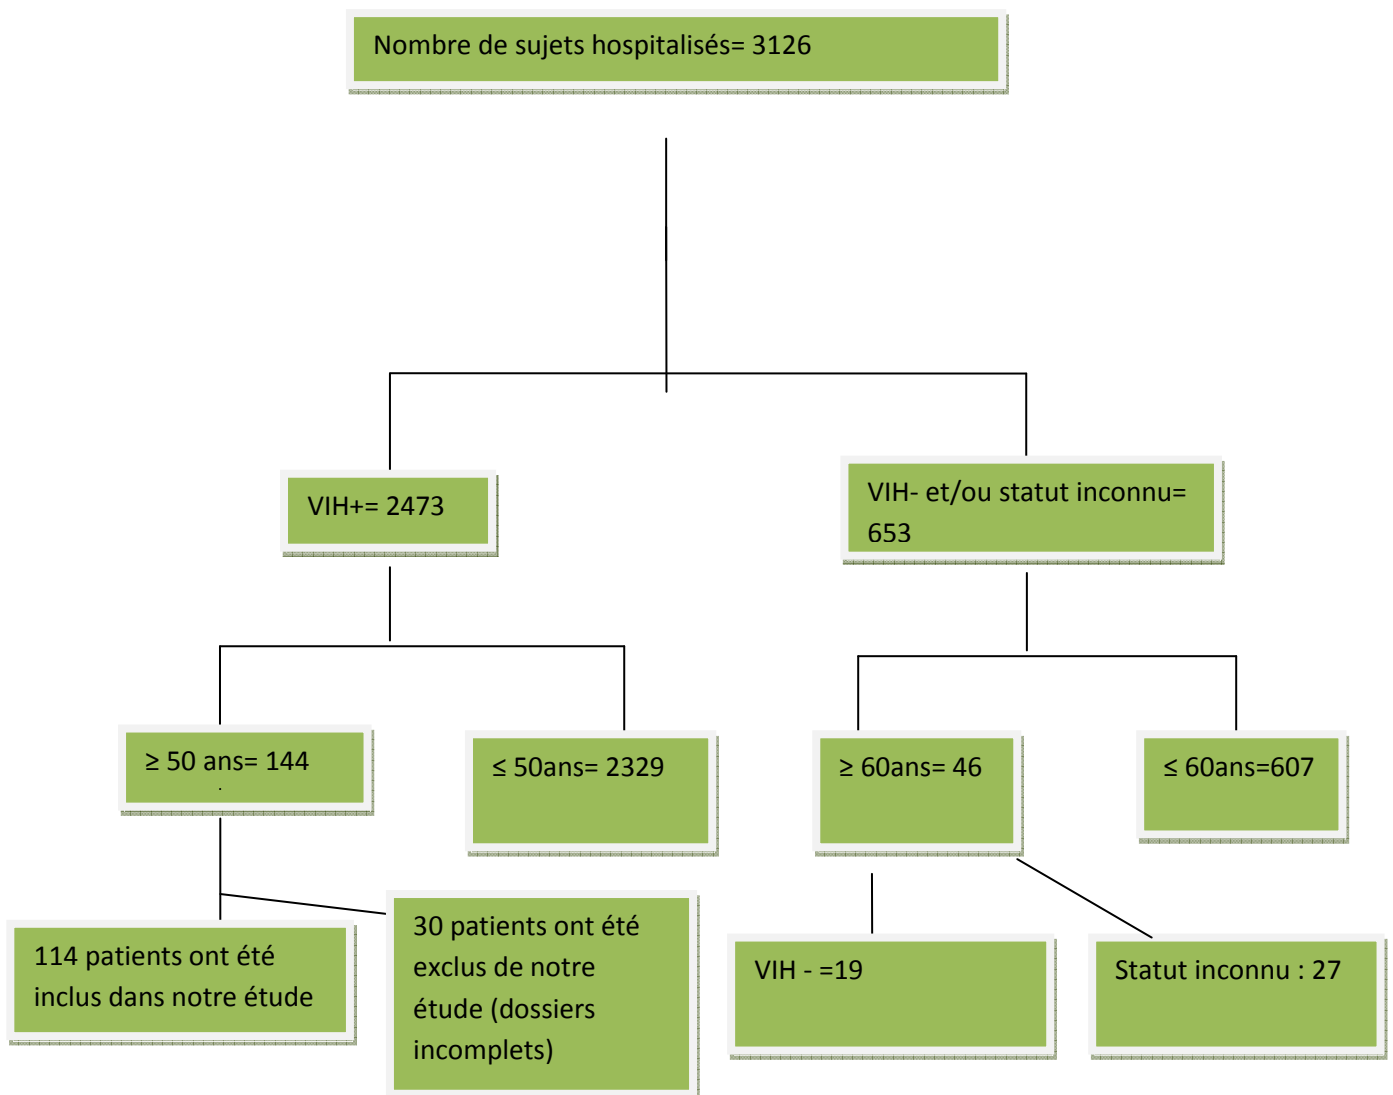 Nombre de sujets hospitalisés= 3126
VIH+= 2473
VIH- et/ou statut inconnu=
653
≥ 50 ans= 144
.
≤ 50ans= 2329
≥ 60ans= 46
≤ 60ans=607
114 patients ont été
inclus dans notre étude
30 patients ont été
exclus de notre
étude (dossiers
incomplets)
VIH - =19
Statut inconnu : 27